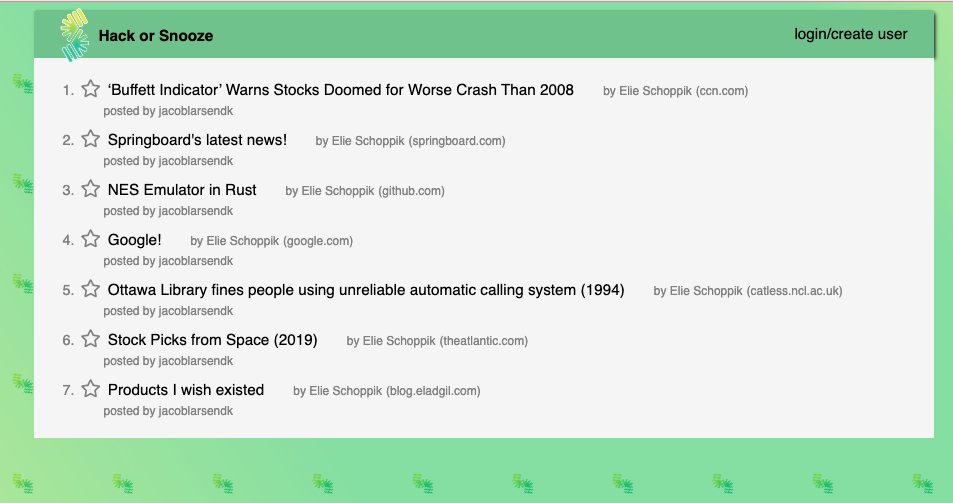 Hack or Snooze login/create user
1. ‘Buffett Indicator’ Warns Stocks Doomed for Worse Crash Than 2008 by Elie Schoppik (ccn.com)
posted by jacoblarsendk
2. Springboard's latest news! by Elie Schoppik (springboard.com)
posted by jacoblarsendk
3. NES Emulator in Rust by Elie Schoppik (github.com)
posted by jacoblarsendk
4. Google! by Elie Schoppik (google.com)
posted by jacoblarsendk
5. Ottawa Library fines people using unreliable automatic calling system (1994) by Elie Schoppik (catless.ncl.ac.uk)
posted by jacoblarsendk
6. Stock Picks from Space (2019) by Elie Schoppik (theatlantic.com)
posted by jacoblarsendk
7. Products I wish existed by Elie Schoppik (blog.eladgil.com)
posted by jacoblarsendk